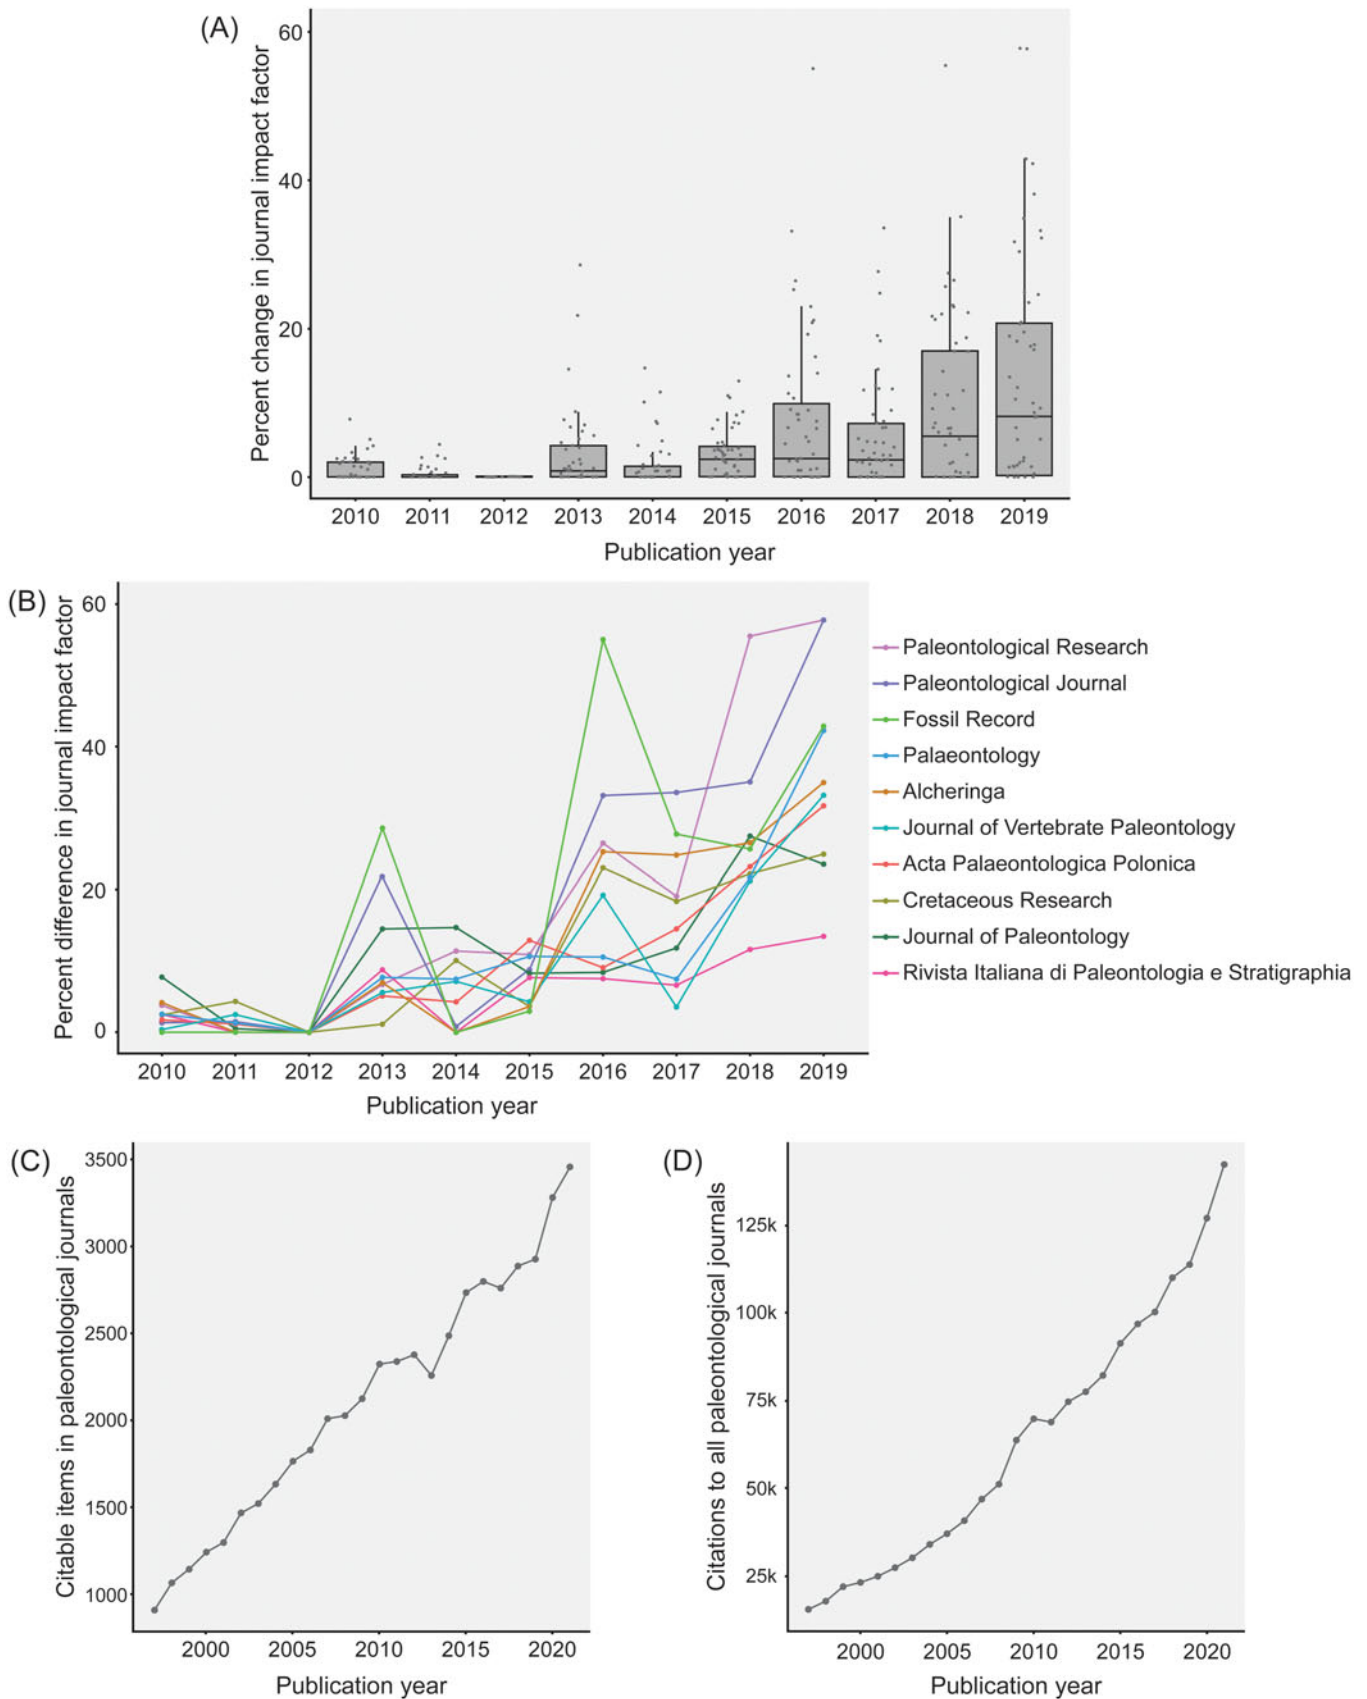 (A)
Percent change in journal impact factor
60
40
20
0
2010 2011 2012 2013 2014 2015 2016 2017 2018 2019
Publication year
(B)
Percent difference in journal impact factor
60
40
20
0
2010 2011 2012 2013 2014 2015 2016 2017 2018 2019
Publication year
Paleontological Research
Paleontological Journal
Fossil Record
Palaeontology
Alcheringa
Journal of Vertebrate Paleontology
Acta Palaeontologica Polonica
Cretaceous Research
Journal of Paleontology
Rivista Italiana di Paleontologia e Stratigraphia
(C)
Citable items in paleontological journals
3500
3000
2500
2000
1500
1000
2000 2005 2010 2015 2020
Publication year
(D)
Citations to all paleontological journals
125k
100k
75k
50k
25k
2000 2005 2010 2015 2020
Publication year